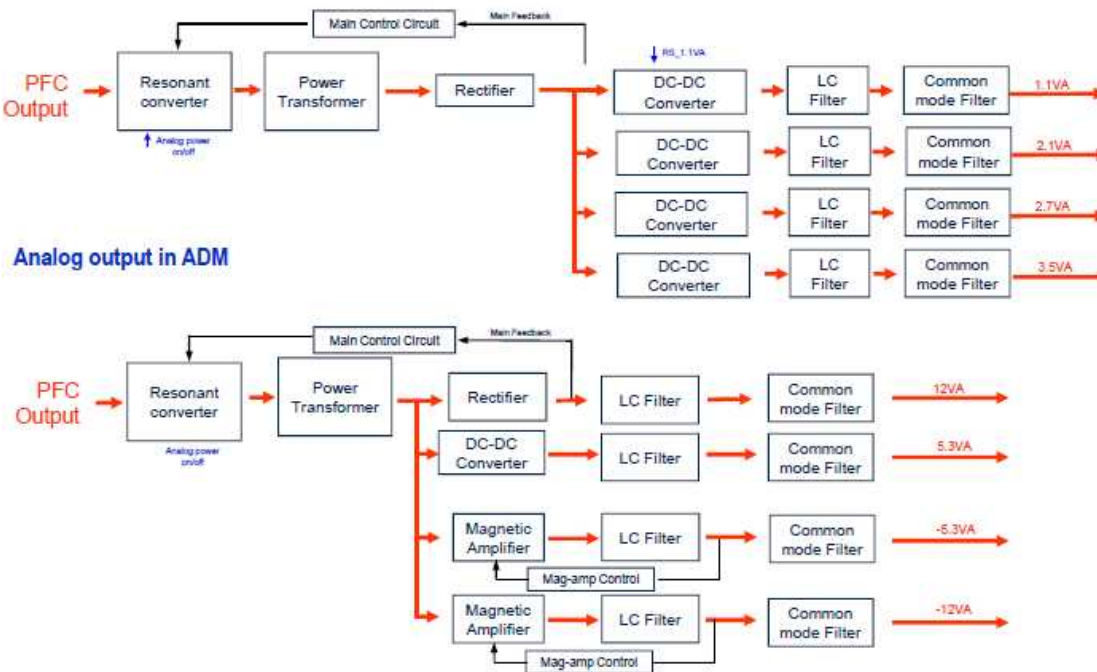 Main Control Circuit
Main Feedback
RS_1.1VA
PFC
Output
Resonant
converter
Power
Transformer
Rectifier
DC-DC
Converter
LC
Filter
Common
mode Filter
1.1VA
Analog power
on/off
DC-DC
Converter
LC
Filter
Common
mode Filter
2.1VA
DC-DC
Converter
LC
Filter
Common
mode Filter
2.7VA
Analog output in ADM
DC-DC
Converter
LC
Filter
Common
mode Filter
3.5VA
Main Control Circuit
Main Feedback
PFC
Output
Resonant
converter
Power
Transformer
Rectifier
LC Filter
Common
mode Filter
12VA
Analog power
on/off
DC-DC
Converter
LC Filter
Common
mode Filter
5.3VA
Magnetic
Amplifier
LC Filter
Common
mode Filter
-5.3VA
Mag-amp Control
Magnetic
Amplifier
LC Filter
Common
mode Filter
-12VA
Mag-amp Control